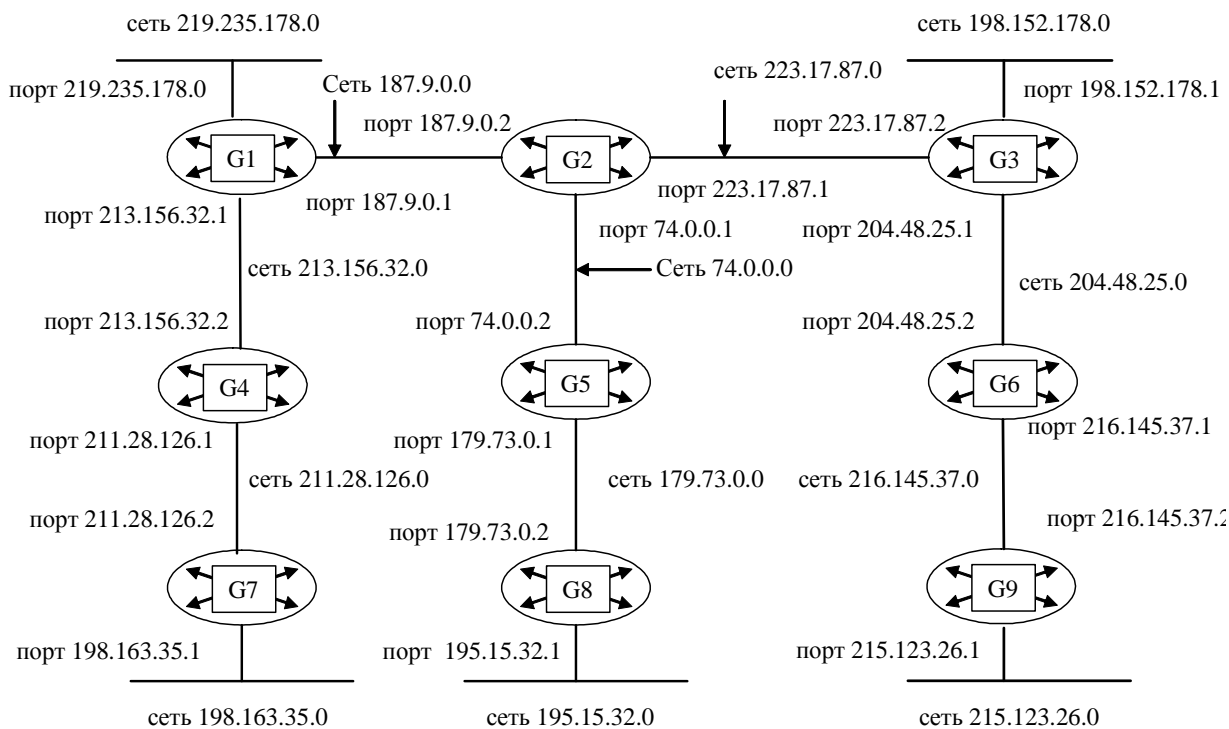 сеть 219.235.178.0
сеть 198.152.178.0
порт 219.235.178.0
Сеть 187.9.0.0
сеть 223.17.87.0
порт 198.152.178.1
порт 187.9.0.2
порт 223.17.87.2
G1
G2
G3
порт 213.156.32.1
порт 187.9.0.1
порт 223.17.87.1
порт 74.0.0.1
порт 204.48.25.1
сеть 213.156.32.0
Сеть 74.0.0.0
сеть 204.48.25.0
порт 213.156.32.2
порт 74.0.0.2
порт 204.48.25.2
G4
G5
G6
порт 211.28.126.1
порт 179.73.0.1
порт 216.145.37.1
сеть 211.28.126.0
сеть 179.73.0.0
сеть 216.145.37.0
порт 211.28.126.2
порт 179.73.0.2
порт 216.145.37.2
G7
G8
G9
порт 198.163.35.1
порт 195.15.32.1
порт 215.123.26.1
сеть 198.163.35.0
сеть 195.15.32.0
сеть 215.123.26.0